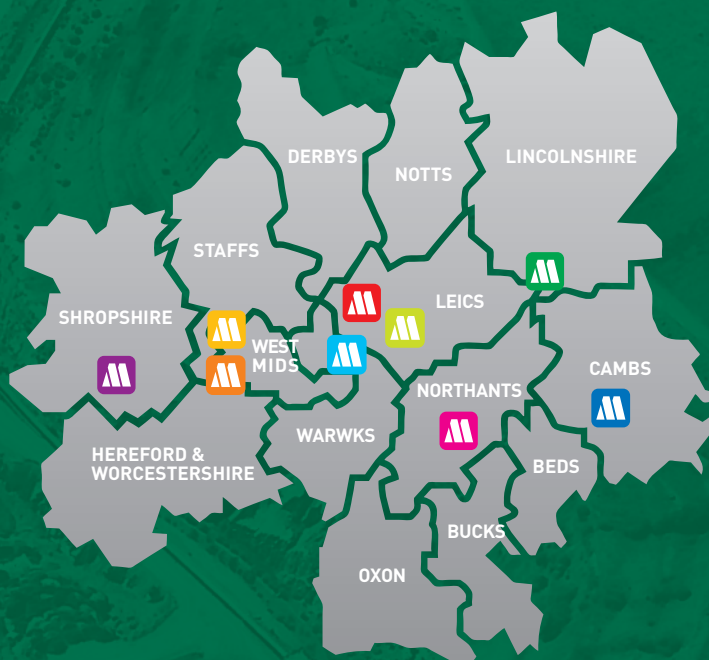 DERBYS
NOTTS
LINCOLNSHIRE
STAFFS
LEICS
SHROPSHIRE
WEST
MIDS
CAMBS
NORTHANTS
WARWKS
HEREFORD &
WORCESTERSHIRE
BEDS
BUCKS
OXON